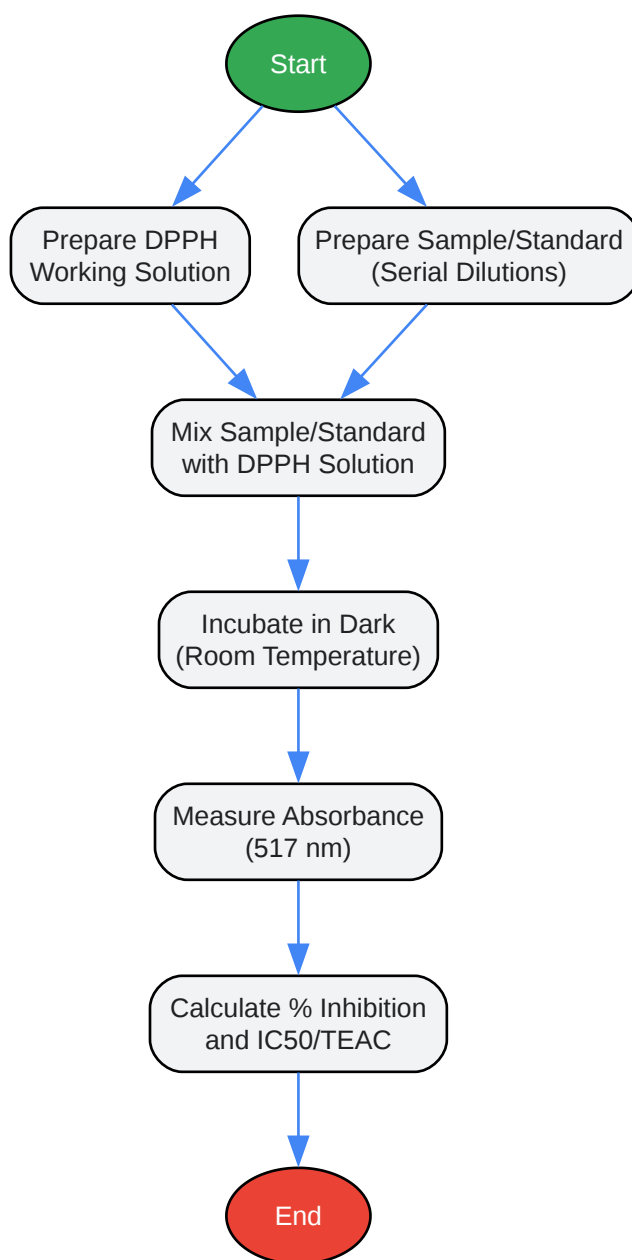 Start
Prepare DPPH
Working Solution
Prepare Sample/Standard
(Serial Dilutions)
Mix Sample/Standard
with DPPH Solution
Incubate in Dark
(Room Temperature)
Measure Absorbance
(517 nm)
Calculate % Inhibition
and IC50/TEAC
End